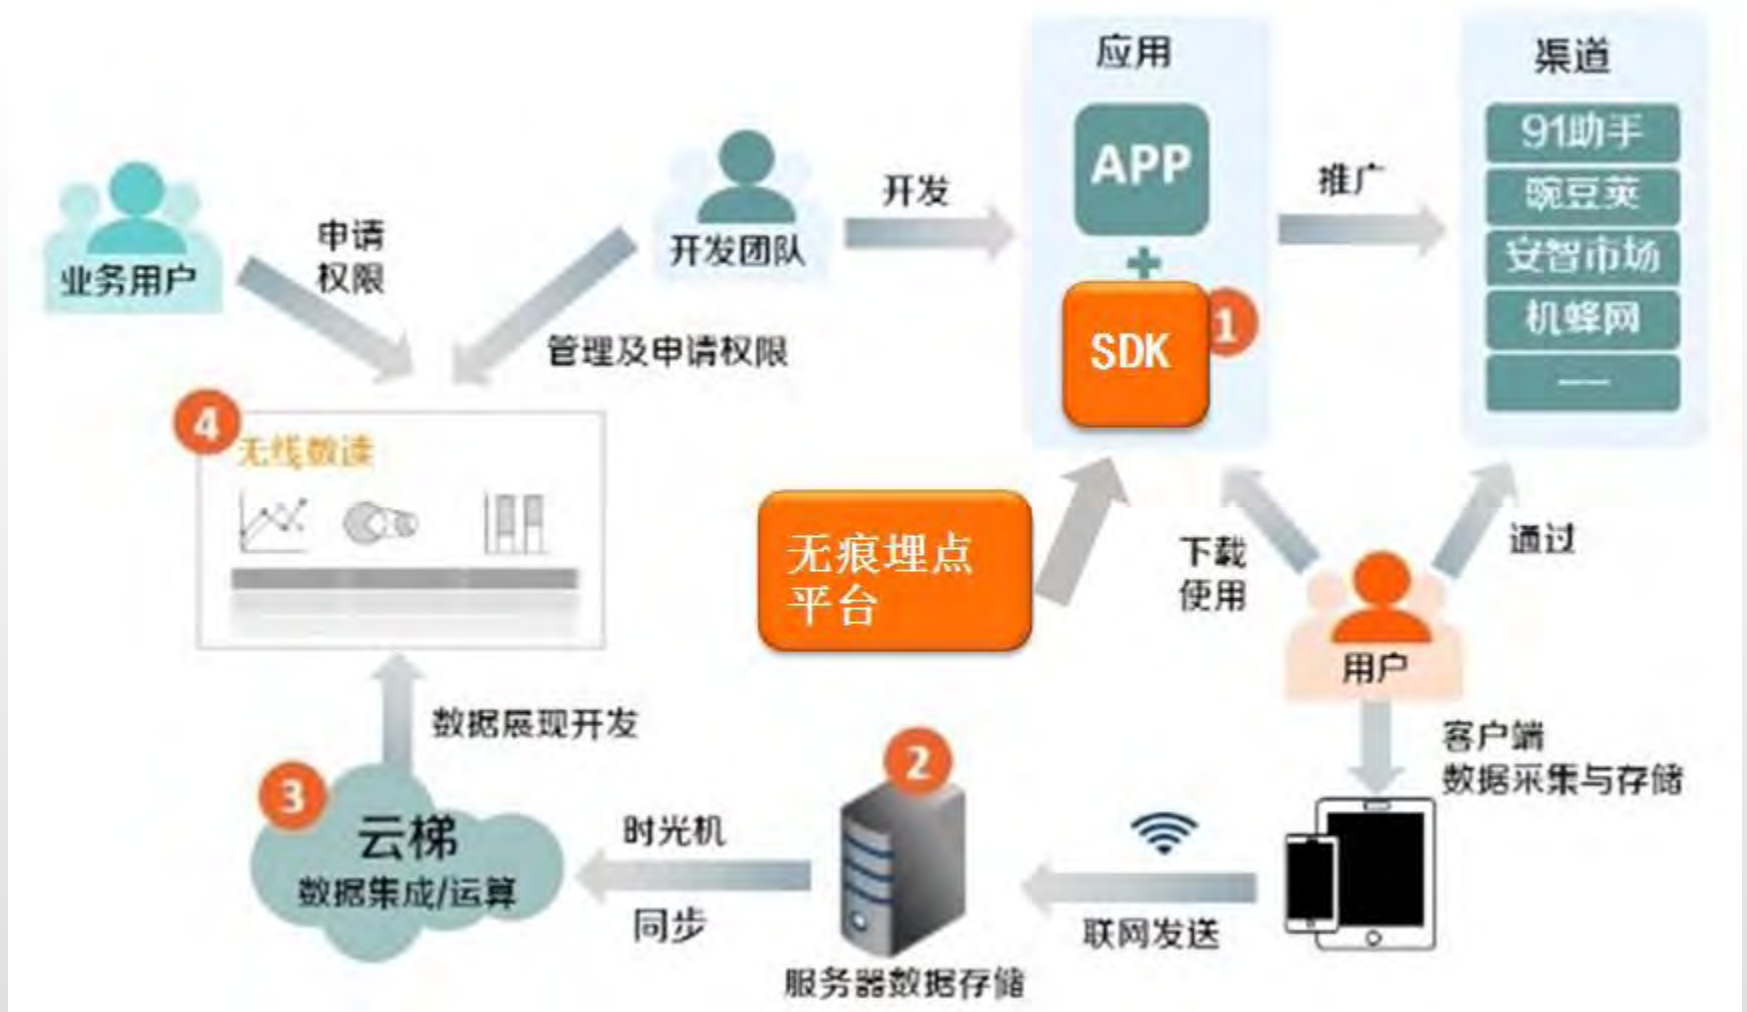 应用
APP
+
SDK
1
渠道
91助手
豌豆荚
安智市场
机蜂网
业务用户
申请
权限
开发团队
管理及申请权限
开发
推广
4
无线数读
无痕埋点
平台
下载
使用
通过
用户
客户端
数据采集与存储
数据展现开发
3
云梯
数据集成/运算
时光机
同步
2
服务器数据存储
联网发送